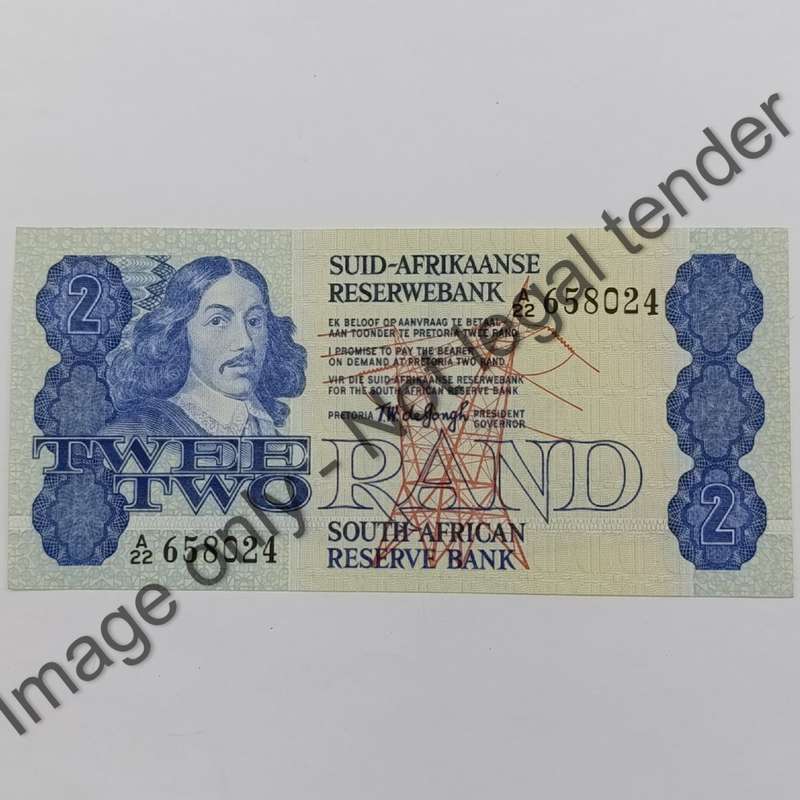 SUID-AFRIKAANSE
RESERWEBANK
A/22 658024
2
EK BELOOF OP AANVRAAG TE BETAAL
AAN TOONDER TE PRETORIA TWEE RAND
I PROMISE TO PAY THE BEARER
ON DEMAND AT PRETORIA TWO RAND
VIR DIE SUID-AFRIKAANSE RESERWEBANK
FOR THE SOUTH AFRICAN RESERVE BANK
PRETORIA T.W. de Jongh PRESIDENT
GOVERNOR
TWEE
TWO
RAND
2
SOUTH AFRICAN
RESERVE BANK
A/22 658024
Image only - Not legal tender